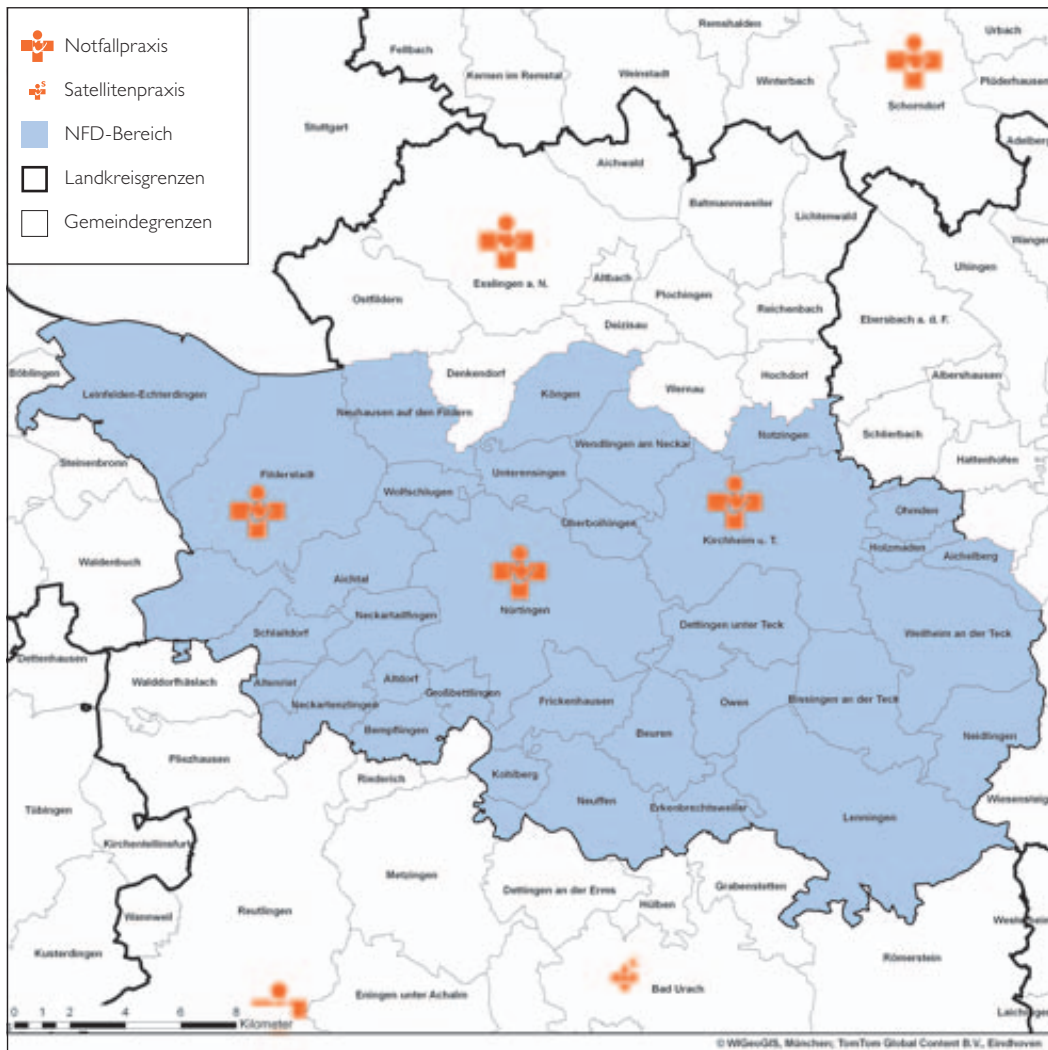 Notfallpraxis
Satellitenpraxis
NFD-Bereich
Landkreisgrenzen
Gemeindegrenzen
Remshalden
Urbach
Fellbach
Kernen im Remstal
Weinstadt
Winterbach
Plüderhausen
Schorndorf
Stuttgart
Adelberg
Aichwald
Baltmannsweiler
Lichtenwald
Wangen
Uhingen
Esslingen a. N.
Altbach
Plochingen
Ostfildern
Reichenbach
Deizisau
Ebersbach a. d. F.
Böblingen
Denkendorf
Hochdorf
Albershausen
Wernau
Leinfelden-Echterdingen
Köngen
Neuhausen auf den Fildern
Notzingen
Schlierbach
Wendlingen am Neckar
Hattenhofen
Steinenbronn
Filderstadt
Unterensingen
Wolfschlugen
Ohmden
Oberboihingen
Kirchheim u. T.
Holzmaden
Aichelberg
Waldenbuch
Aichtal
Nürtingen
Neckartailfingen
Dettingen unter Teck
Schlaitdorf
Weilheim an der Teck
Dettenhausen
Walddorfhäslach
Altenriet
Altdorf
Großbettlingen
Neckartenzlingen
Frickenhausen
Owen
Bissingen an der Teck
Bempflingen
Beuren
Neidlingen
Pliezhausen
Riederich
Kohlberg
Neuffen
Erkenbrechtsweiler
Wiesensteig
Tübingen
Lenningen
Kirchentellinsfurt
Metzingen
Dettingen an der Erms
Grabenstetten
Hülben
Reutlingen
Wannweil
Westerheim
Kusterdingen
Römerstein
Eningen unter Achalm
Bad Urach
Laichingen
0 1 2 4 6 8
Kilometer
© WIGeoGIS, München; TomTom Global Content B.V., Eindhoven